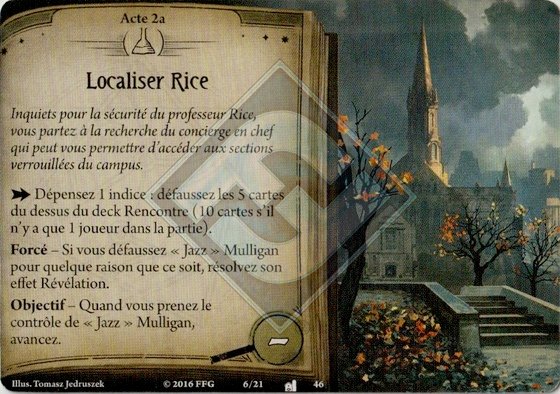 Acte 2a
Localiser Rice
Inquiets pour la sécurité du professeur Rice,
vous partez à la recherche du concierge en chef
qui peut vous permettre d'accéder aux sections
verrouillées du campus.
Dépensez 1 indice : défaussez les 5 cartes
du dessus du deck Rencontre (10 cartes s'il
n'y a que 1 joueur dans la partie).
Forcé – Si vous défaussez « Jazz » Mulligan
pour quelque raison que ce soit, résolvez son
effet Révélation.
Objectif – Quand vous prenez le
contrôle de « Jazz » Mulligan,
avancez.
–
Illus. Tomasz Jedruszek © 2016 FFG 6/21 46